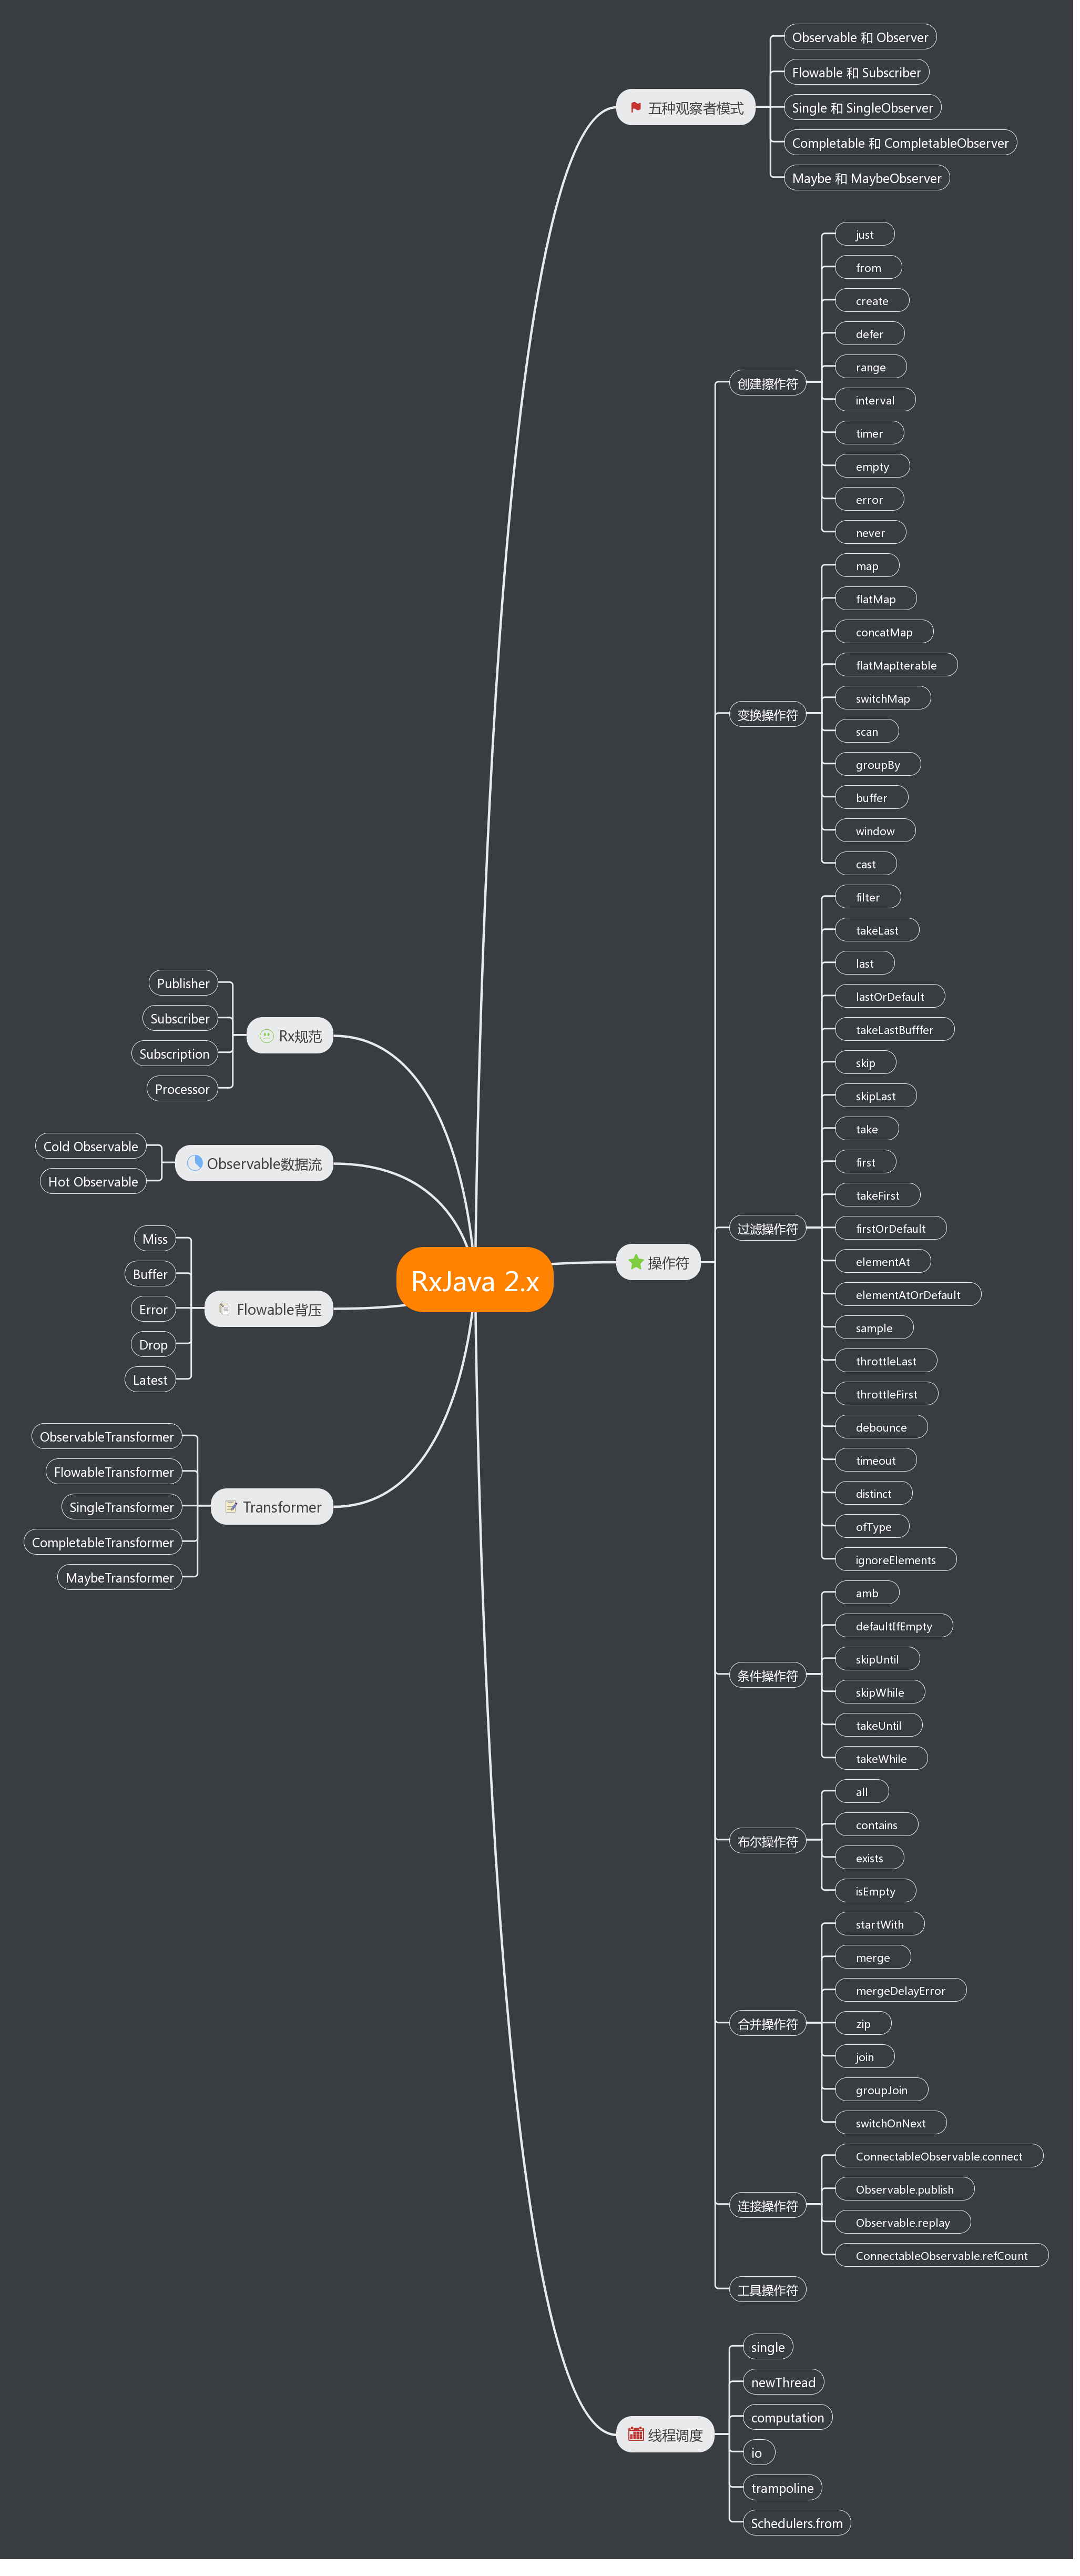 RxJava 2.x
五种观察者模式
Observable 和 Observer
Flowable 和 Subscriber
Single 和 SingleObserver
Completable 和 CompletableObserver
Maybe 和 MaybeObserver
操作符
创建擦作符
just
from
create
defer
range
interval
timer
empty
error
never
变换操作符
map
flatMap
concatMap
flatMapIterable
switchMap
scan
groupBy
buffer
window
cast
过滤操作符
filter
takeLast
last
lastOrDefault
takeLastBufffer
skip
skipLast
take
first
takeFirst
firstOrDefault
elementAt
elementAtOrDefault
sample
throttleLast
throttleFirst
debounce
timeout
distinct
ofType
ignoreElements
条件操作符
amb
defaultIfEmpty
skipUntil
skipWhile
takeUntil
takeWhile
布尔操作符
all
contains
exists
isEmpty
合并操作符
startWith
merge
mergeDelayError
zip
join
groupJoin
switchOnNext
连接操作符
ConnectableObservable.connect
Observable.publish
Observable.replay
ConnectableObservable.refCount
工具操作符
线程调度
single
newThread
computation
io
trampoline
Schedulers.from
Rx规范
Publisher
Subscriber
Subscription
Processor
Observable数据流
Cold Observable
Hot Observable
Flowable背压
Miss
Buffer
Error
Drop
Latest
Transformer
ObservableTransformer
FlowableTransformer
SingleTransformer
CompletableTransformer
MaybeTransformer